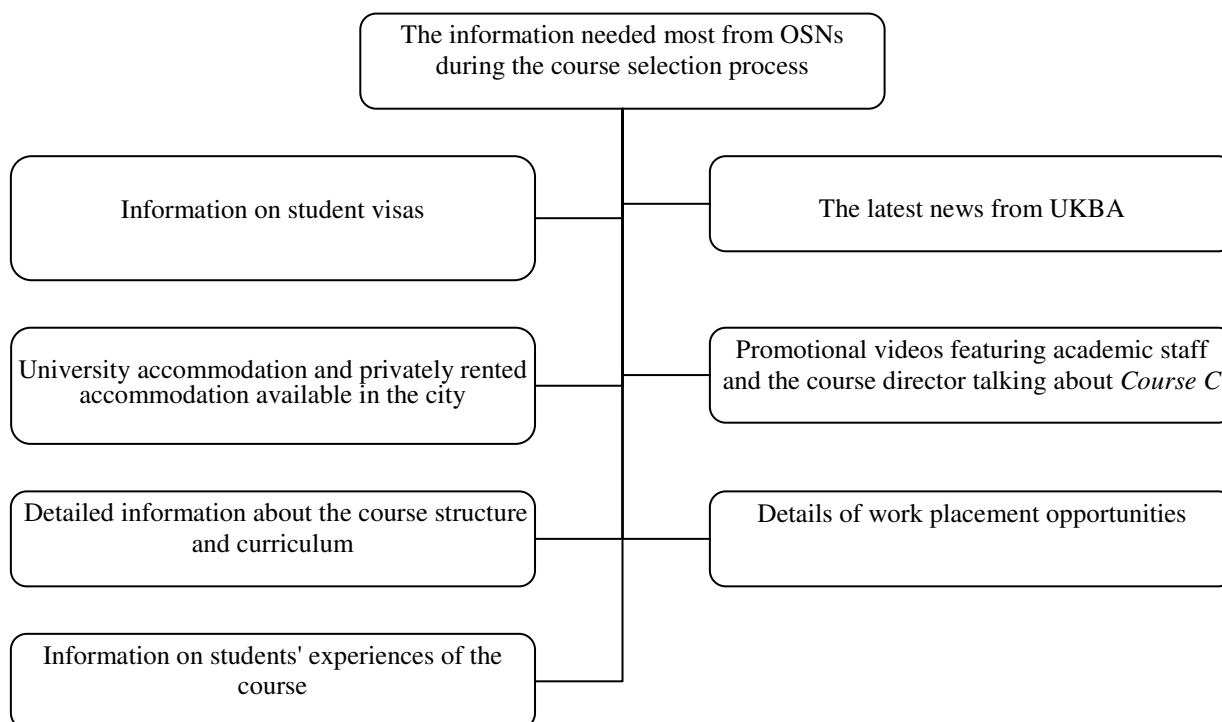 The information needed most from OSNs
during the course selection process
Information on student visas
The latest news from UKBA
University accommodation and privately rented
accommodation available in the city
Promotional videos featuring academic staff
and the course director talking about Course C
Detailed information about the course structure
and curriculum
Details of work placement opportunities
Information on students' experiences of the
course